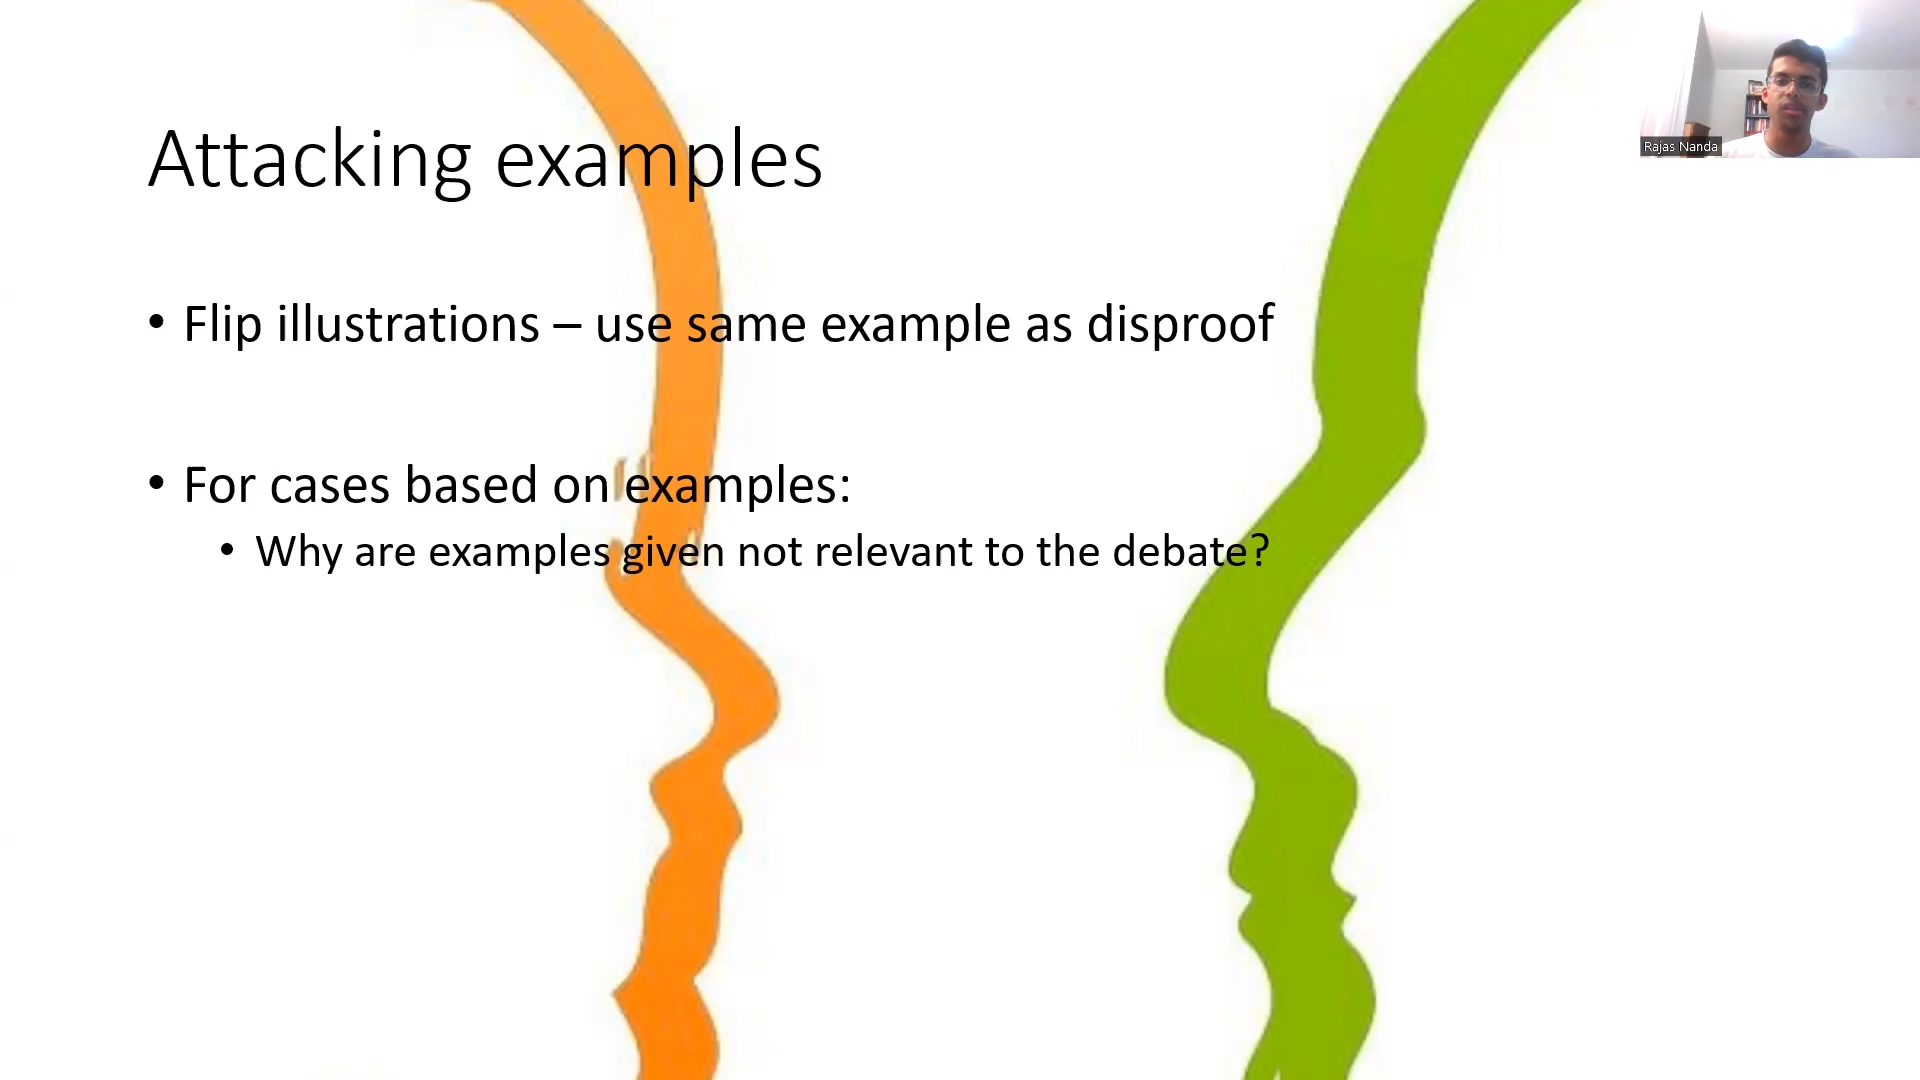 Attacking examples
Rajas Nanda
• Flip illustrations – use same example as disproof
• For cases based on examples:
• Why are examples given not relevant to the debate?